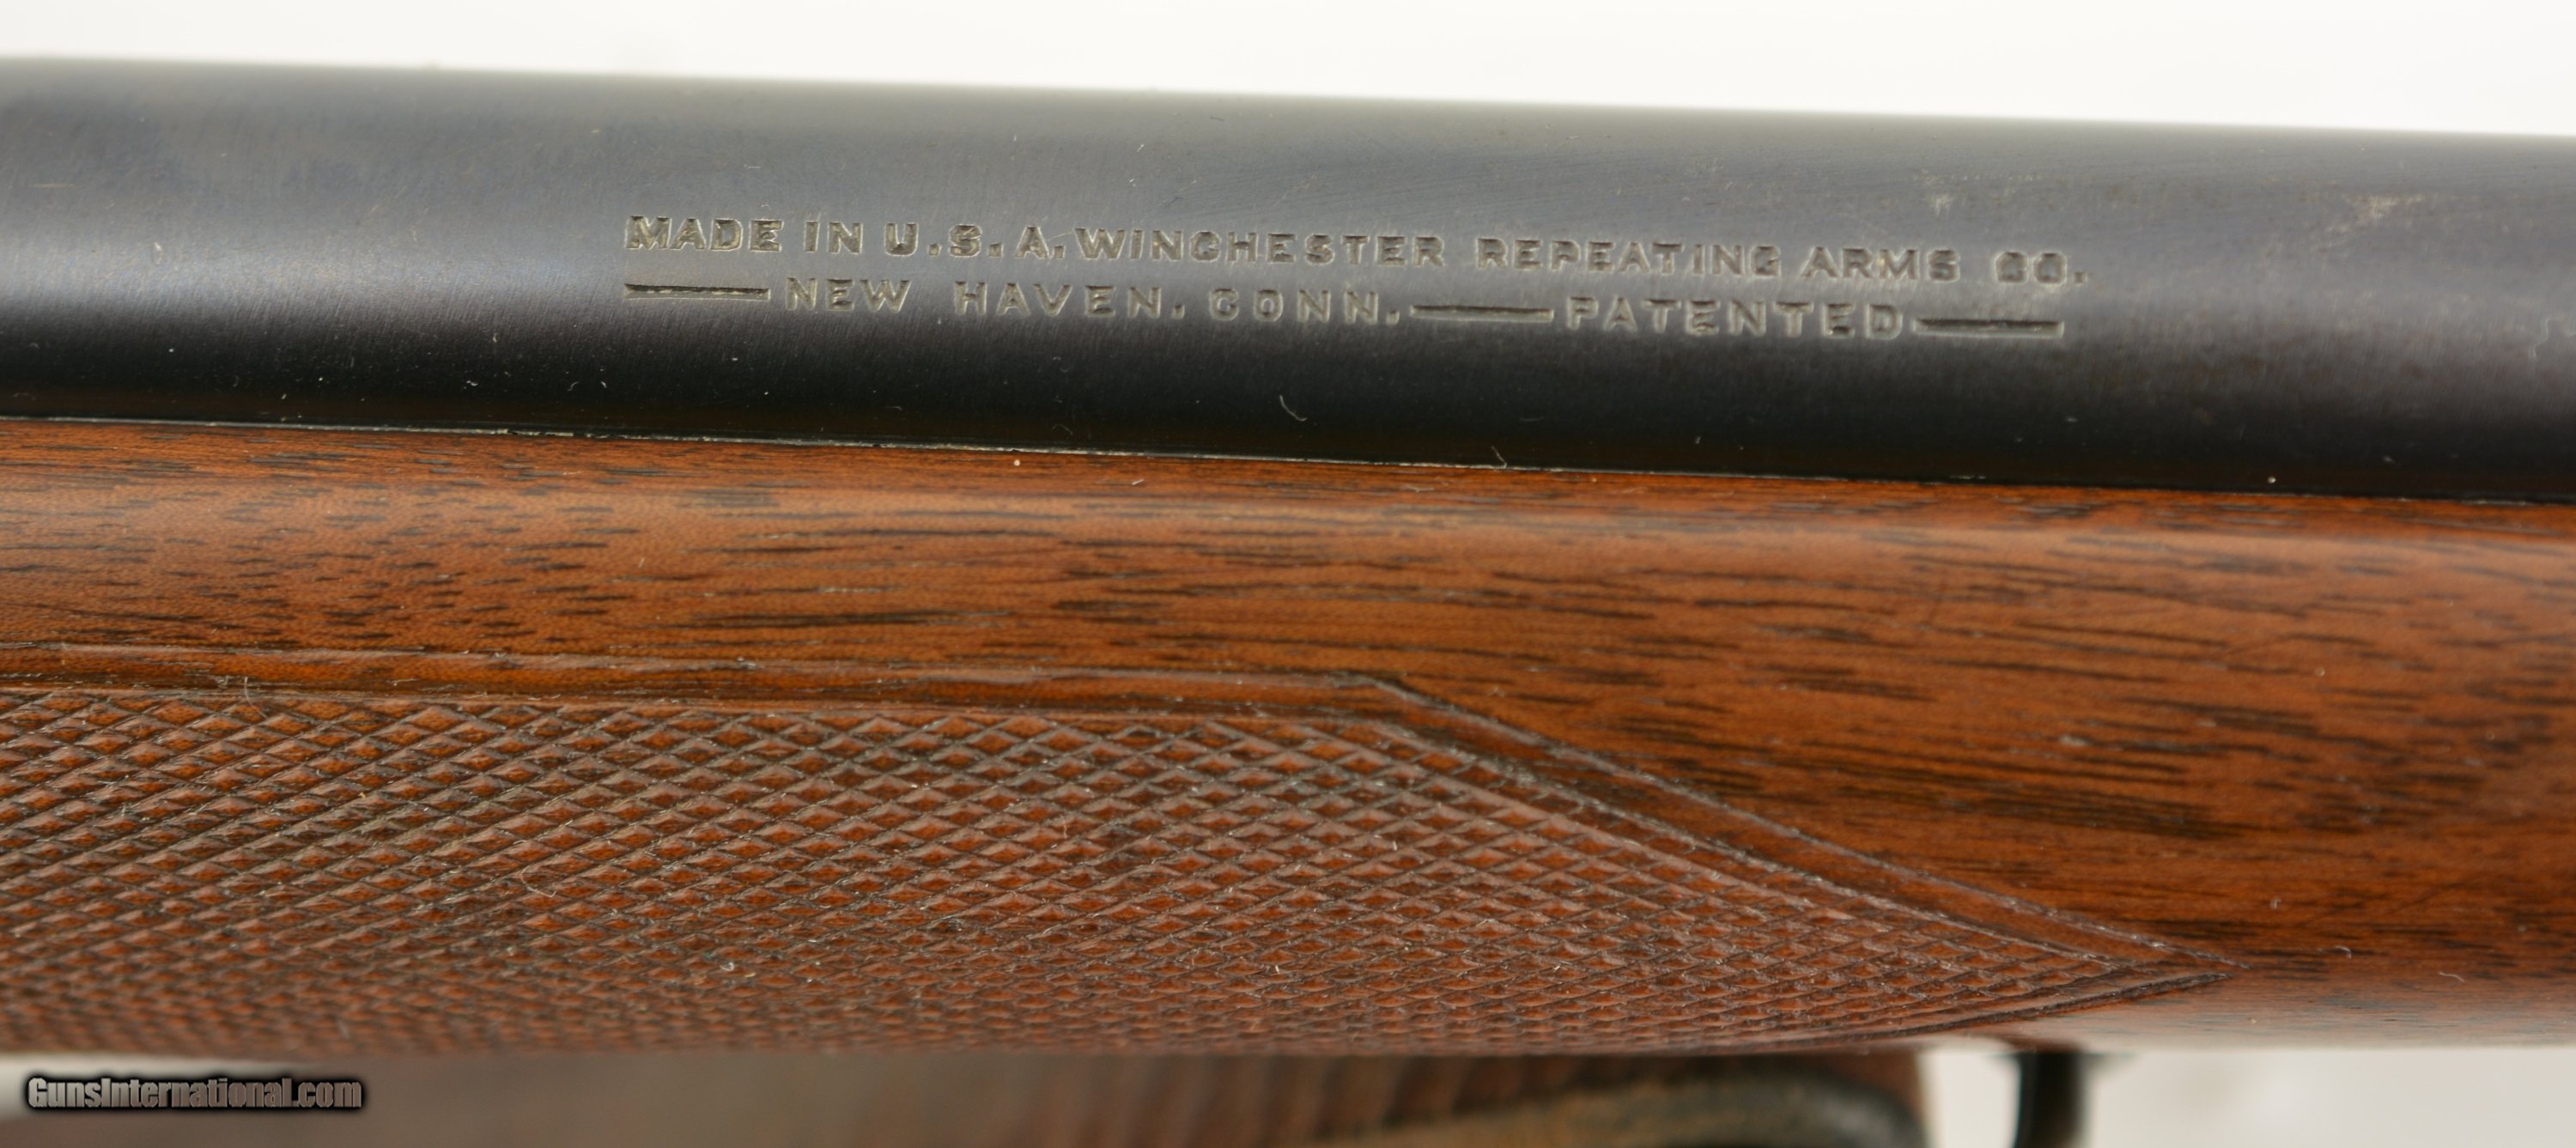 MADE IN U.S.A. WINCHESTER REPEATING ARMS CO.
—NEW HAVEN. CONN.—PATENTED—
GunsInternational.com